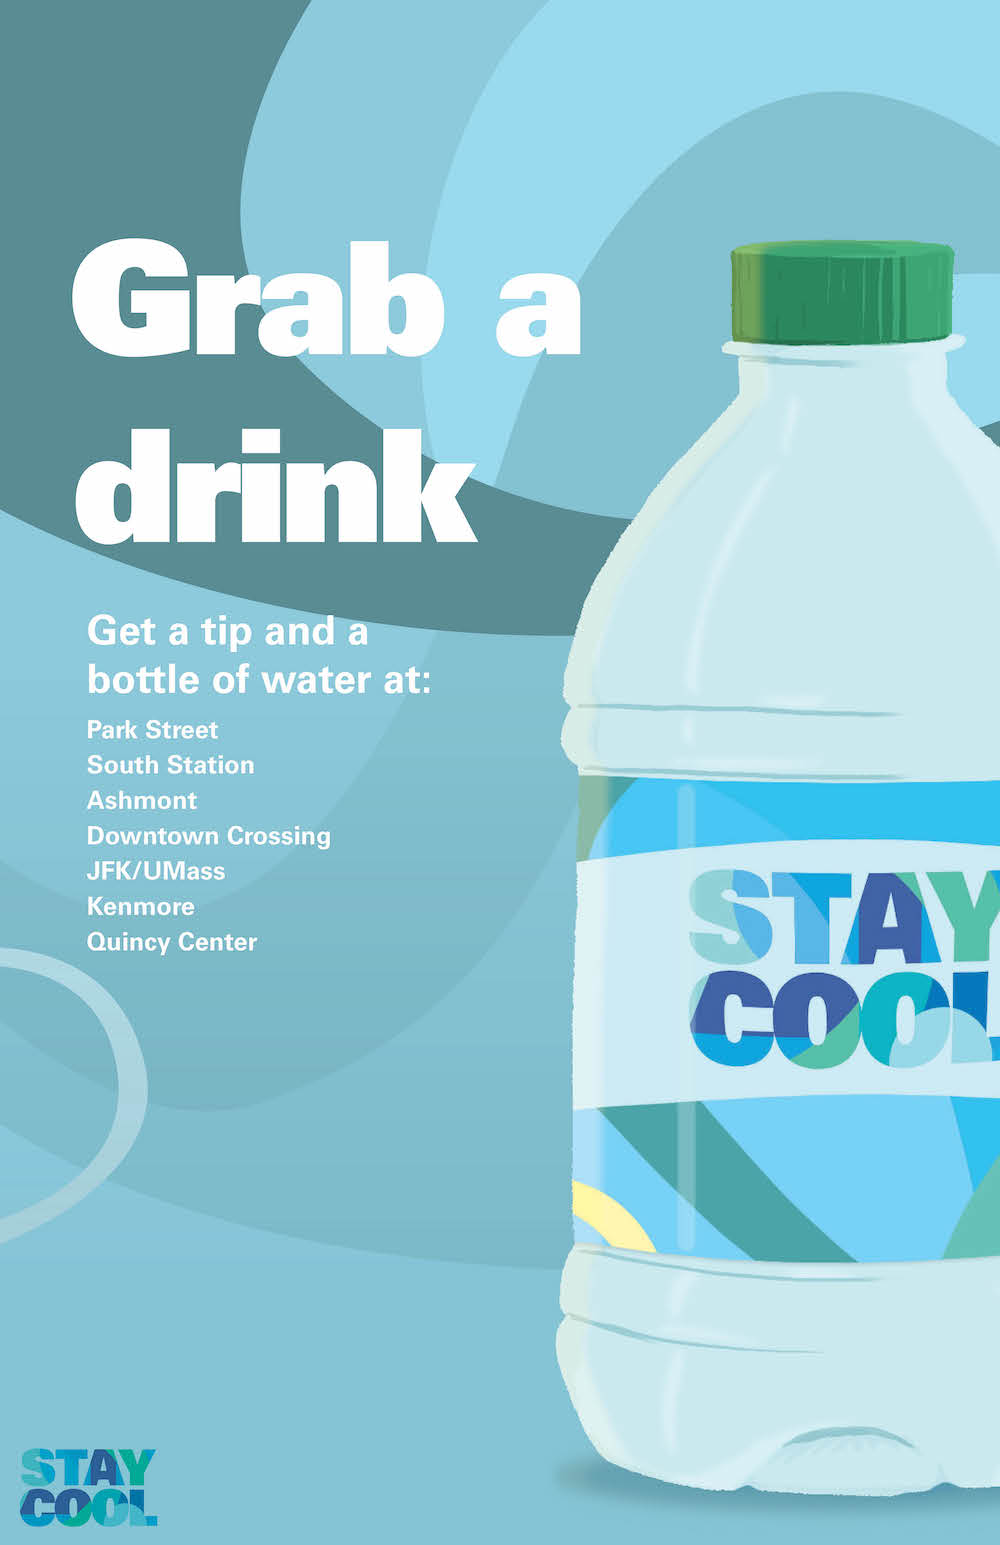 Grab a
drink
Get a tip and a
bottle of water at:
Park Street
South Station
Ashmont
Downtown Crossing
JFK/UMass
Kenmore
Quincy Center
STAY
COOL
STAY
COOL